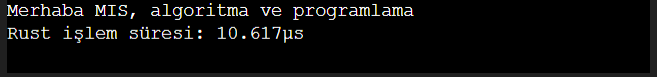 Merhaba MIS, algoritma ve programlama
Rust işlem süresi: 10.617µs